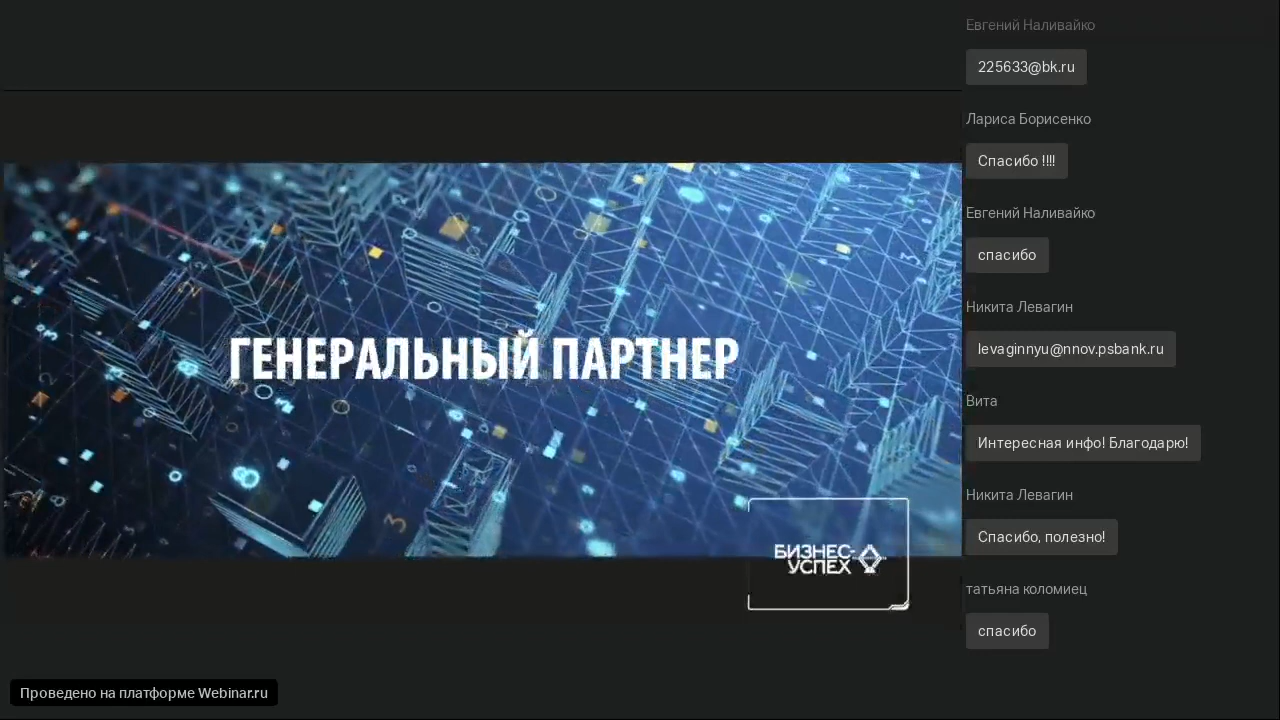 ГЕНЕРАЛЬНЫЙ ПАРТНЕР
БИЗНЕС-
УСПЕХ
Проведено на платформе Webinar.ru
Евгений Наливайко
225633@bk.ru
Лариса Борисенко
Спасибо !!!!
Евгений Наливайко
спасибо
Никита Левагин
levaginnyu@nnov.psbank.ru
Вита
Интересная инфо! Благодарю!
Никита Левагин
Спасибо, полезно!
татьяна коломиец
спасибо